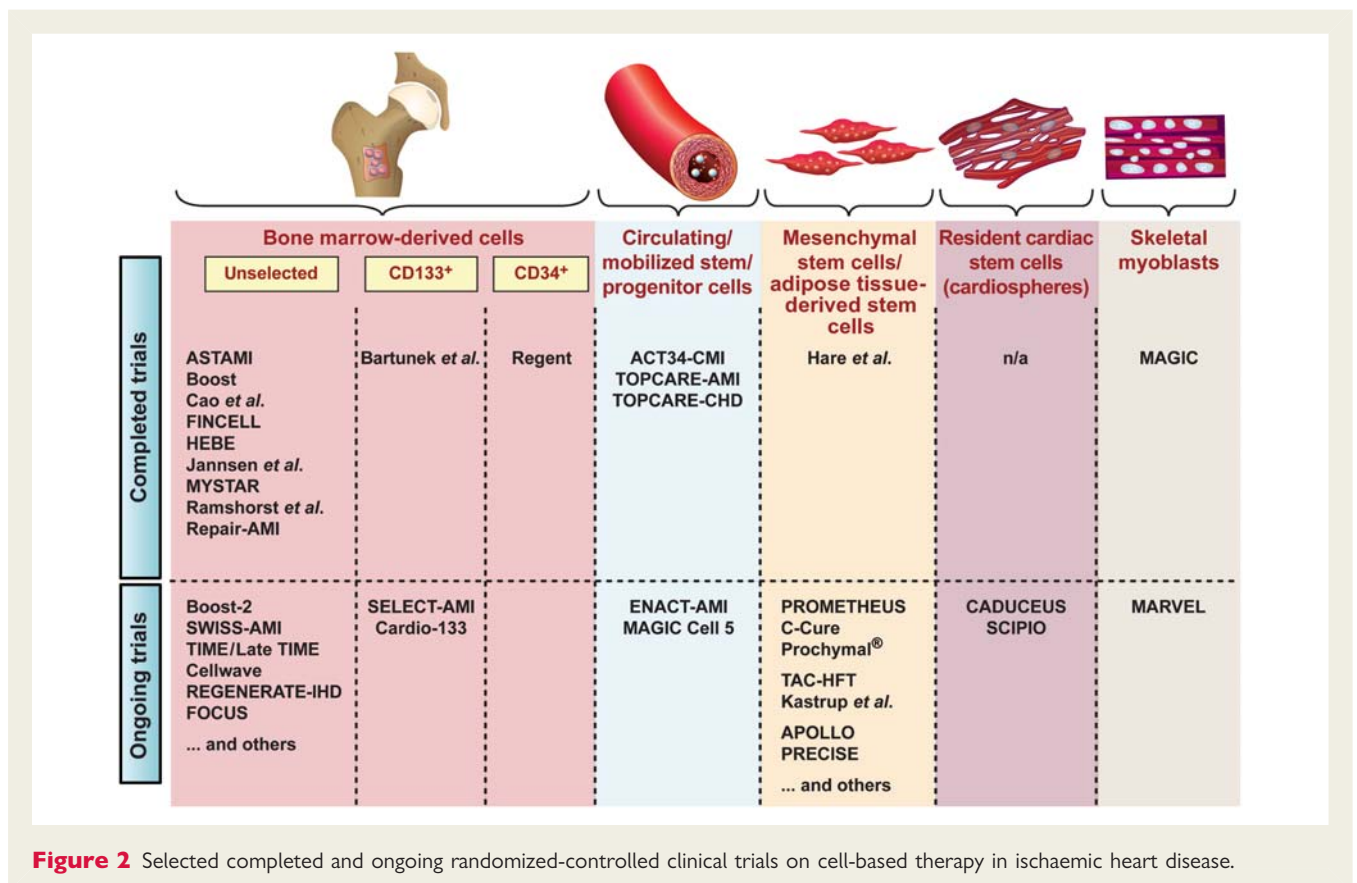 Bone marrow-derived cells
Unselected
CD133+
CD34+
Circulating/
mobilized stem/
progenitor cells
Mesenchymal
stem cells/
adipose tissue-
derived stem
cells
Resident cardiac
stem cells
(cardiospheres)
Skeletal
myoblasts
Completed trials
ASTAMI
Boost
Cao et al.
FINCELL
HEBE
Jannsen et al.
MYSTAR
Ramshorst et al.
Repair-AMI
Bartunek et al.
Regent
ACT34-CMI
TOPCARE-AMI
TOPCARE-CHD
Hare et al.
n/a
MAGIC
Ongoing trials
Boost-2
SWISS-AMI
TIME/Late TIME
Cellwave
REGENERATE-IHD
FOCUS
... and others
SELECT-AMI
Cardio-133
ENACT-AMI
MAGIC Cell 5
PROMETHEUS
C-Cure
Prochymal®
TAC-HFT
Kastrup et al.
APOLLO
PRECISE
... and others
CADUCEUS
SCIPIO
MARVEL
Figure 2 Selected completed and ongoing randomized-controlled clinical trials on cell-based therapy in ischaemic heart disease.